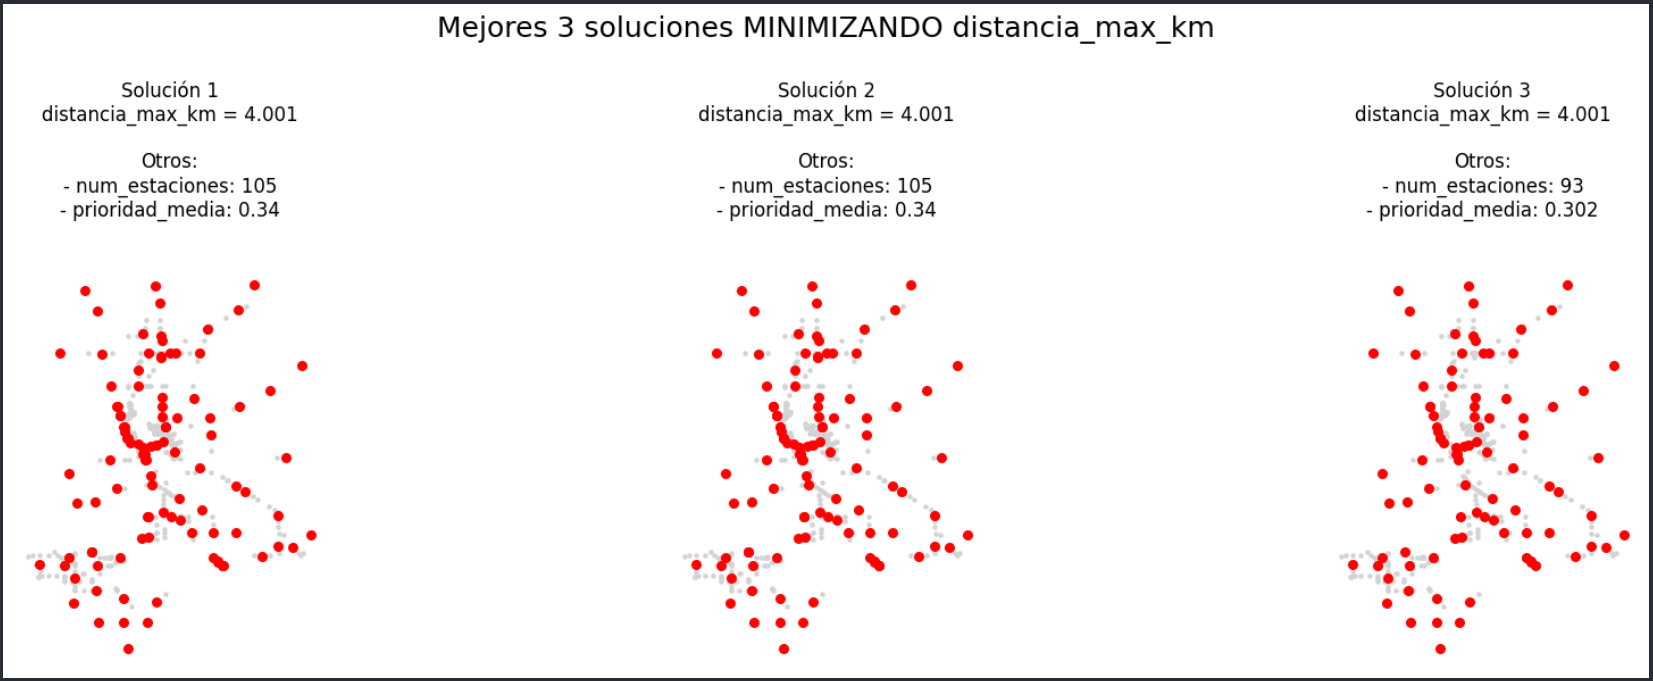 Mejores 3 soluciones MINIMIZANDO distancia_max_km
Solución 1
distancia_max_km = 4.001
Otros:
- num_estaciones: 105
- prioridad_media: 0.34
Solución 2
distancia_max_km = 4.001
Otros:
- num_estaciones: 105
- prioridad_media: 0.34
Solución 3
distancia_max_km = 4.001
Otros:
- num_estaciones: 93
- prioridad_media: 0.302